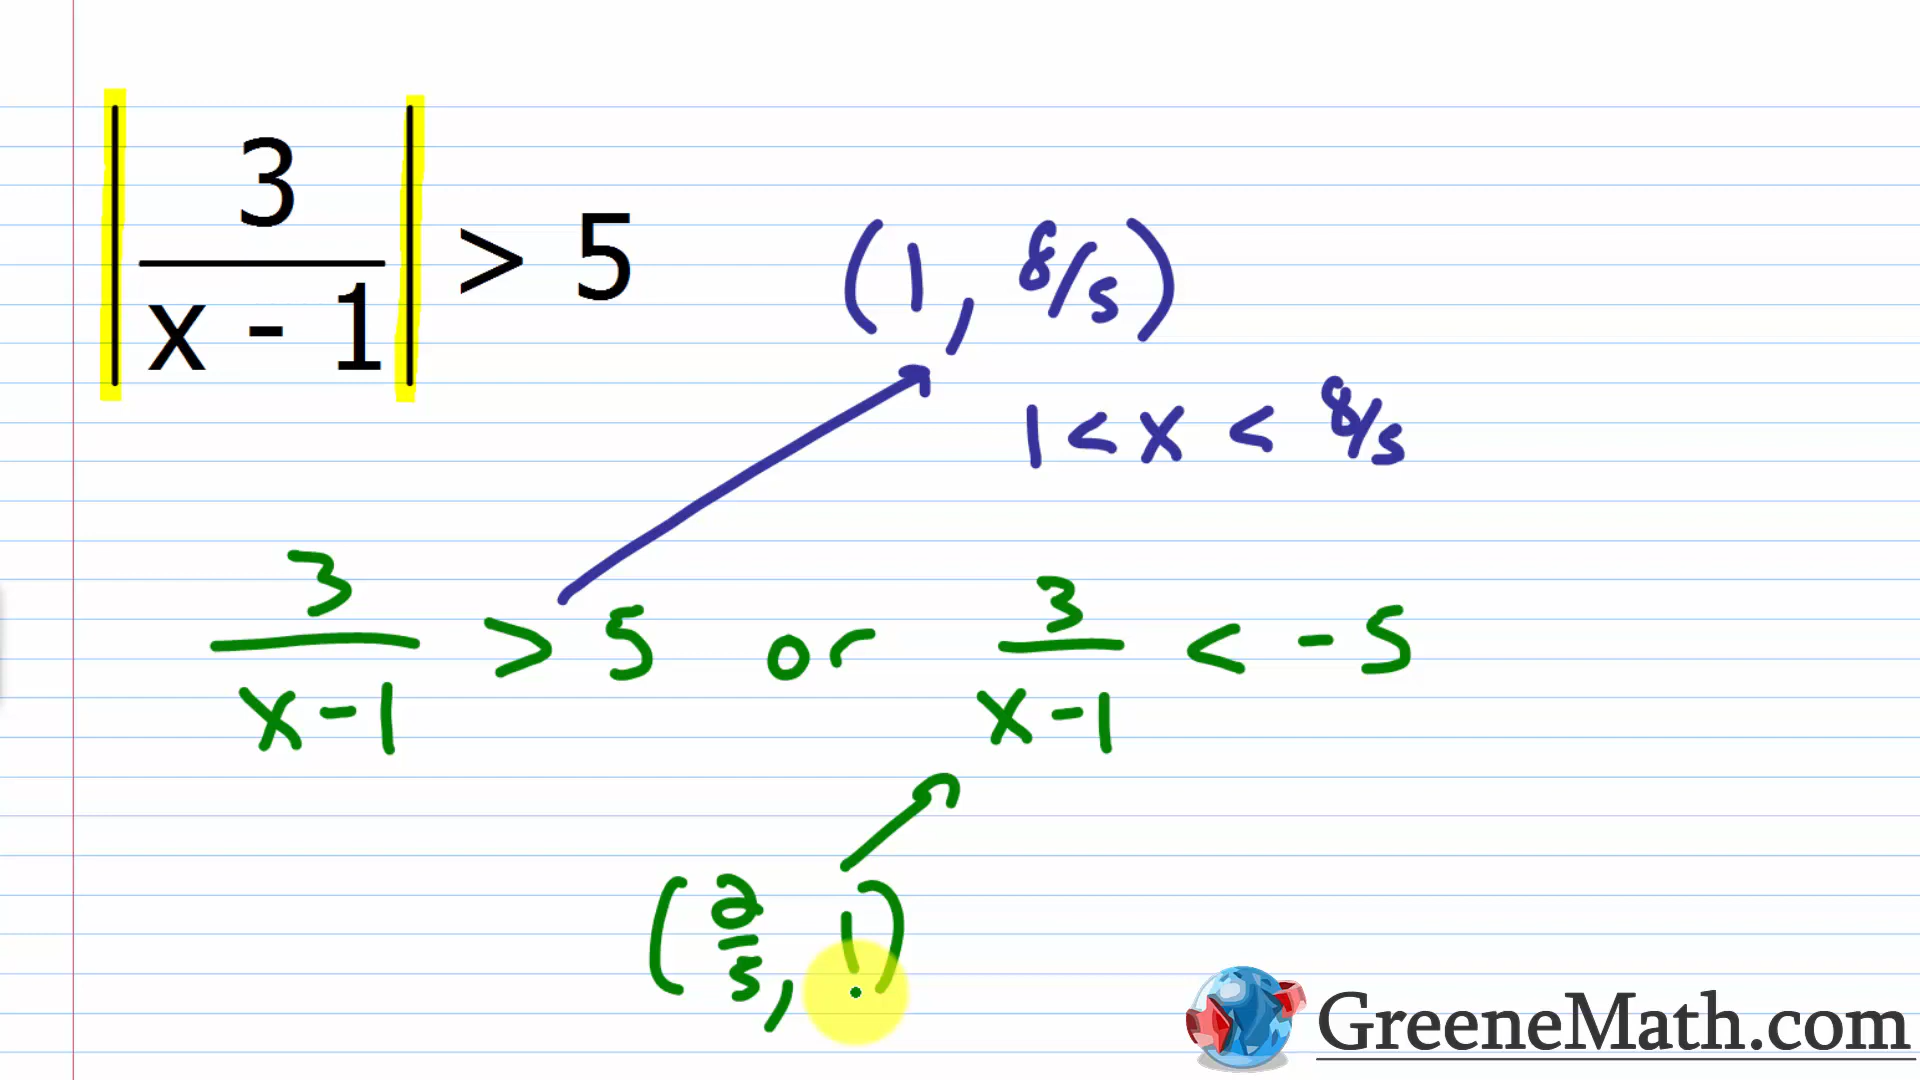 | 3 / (x - 1) | > 5
(1, 8/5)
1 < x < 8/5
3 / (x - 1) > 5 or 3 / (x - 1) < -5
(2/5, 1)
GreeneMath.com